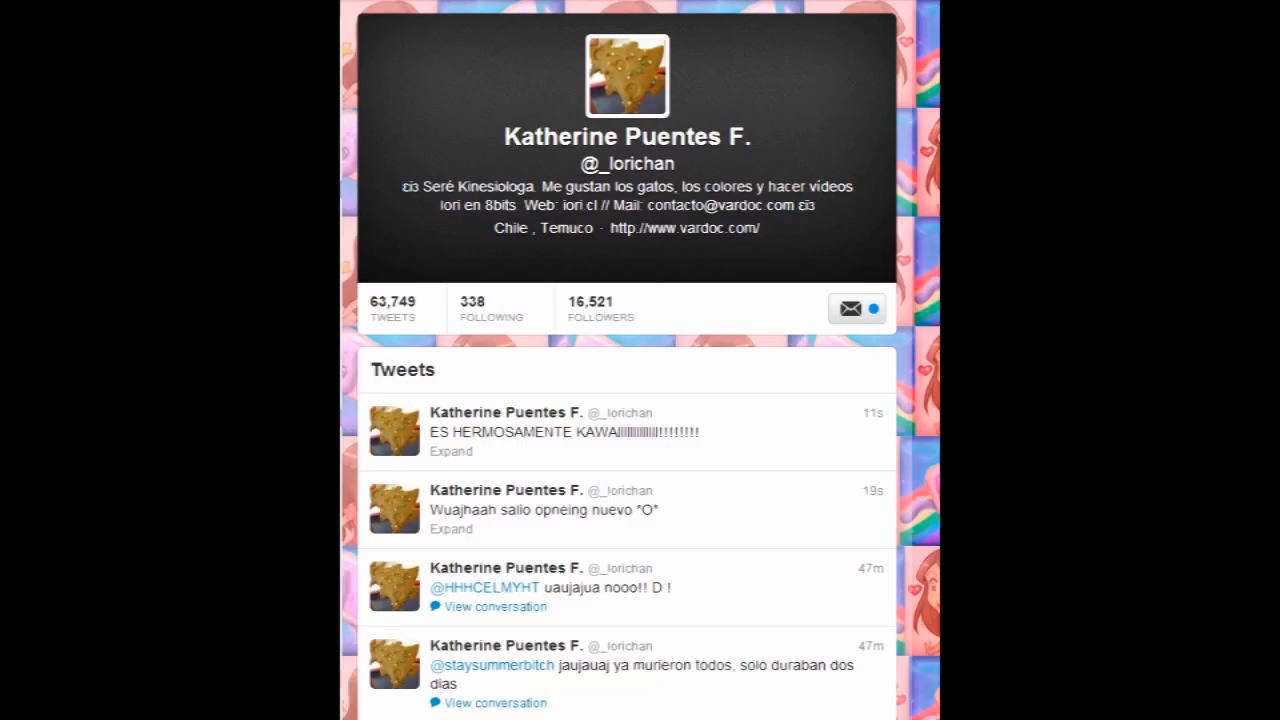 Katherine Puentes F.
@_lorichan
εїз Seré Kinesiologa. Me gustan los gatos, los colores y hacer vídeos
Iori en 8bits. Web: iori.cl // Mail: contacto@vardoc.com εїз
Chile , Temuco · http://www.vardoc.com/
63,749
TWEETS
338
FOLLOWING
16,521
FOLLOWERS
Tweets
Katherine Puentes F. @_lorichan 11s
ES HERMOSAMENTE KAWAIIIIIIIIIIIII!!!!!!!!
Expand
Katherine Puentes F. @_lorichan 19s
Wuajhaah salio opneing nuevo *O*
Expand
Katherine Puentes F. @_lorichan 47m
@HHHCELMYHT uaujajua nooo!! D !
View conversation
Katherine Puentes F. @_lorichan 47m
@staysummerbitch jaujauaj ya murieron todos, solo duraban dos
dias
View conversation